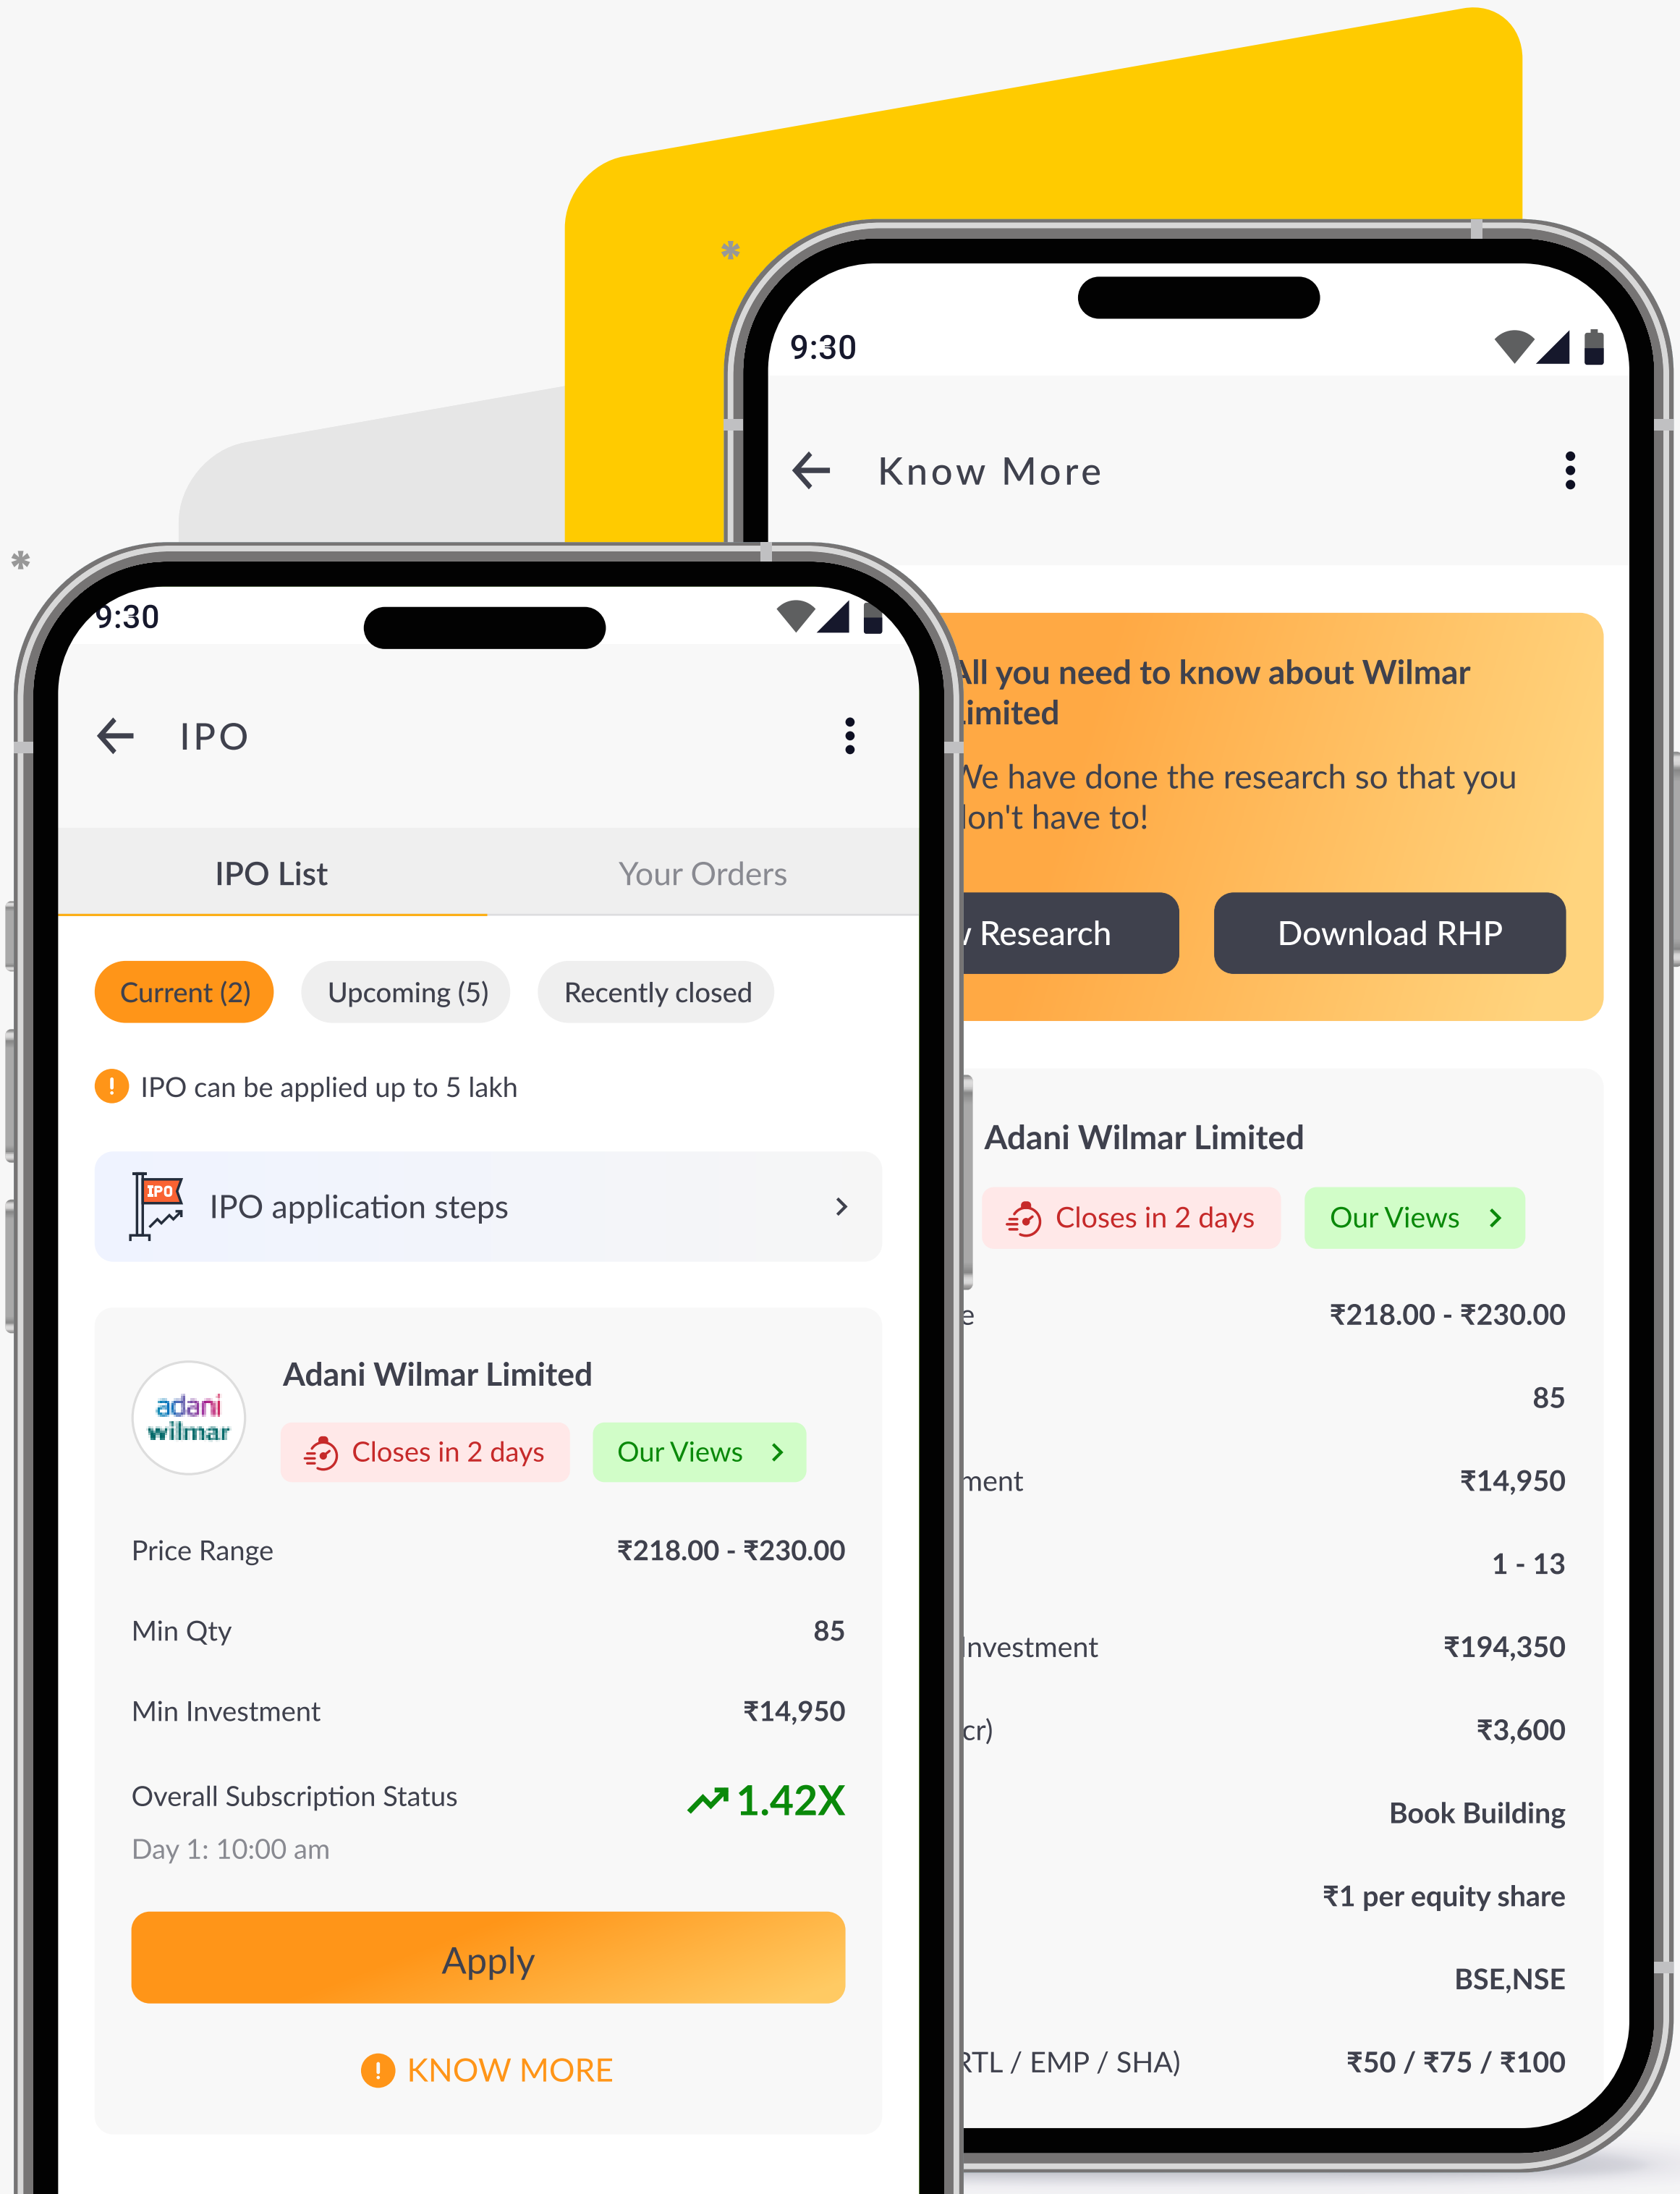 *
9:30
Know More
All you need to know about Wilmar
Limited
We have done the research so that you
don't have to!
Research
Download RHP
Adani Wilmar Limited
Closes in 2 days
Our Views
₹218.00 - ₹230.00
85
₹14,950
1 - 13
Investment
₹194,350
cr)
₹3,600
Book Building
₹1 per equity share
BSE,NSE
RTL / EMP / SHA)
₹50 / ₹75 / ₹100
*
9:30
IPO
IPO List
Your Orders
Current (2)
Upcoming (5)
Recently closed
IPO can be applied up to 5 lakh
IPO
IPO application steps
adani
wilmar
Adani Wilmar Limited
Closes in 2 days
Our Views
Price Range
₹218.00 - ₹230.00
Min Qty
85
Min Investment
₹14,950
Overall Subscription Status
1.42X
Day 1: 10:00 am
Apply
KNOW MORE